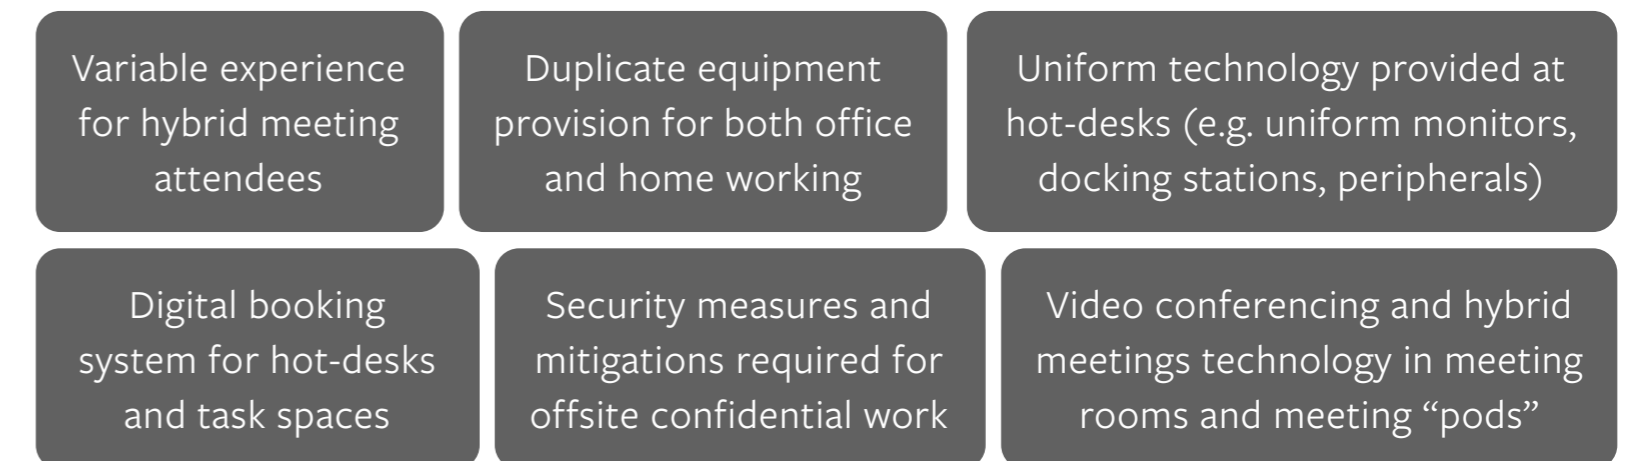 Variable experience
for hybrid meeting
attendees
Duplicate equipment
provision for both office
and home working
Uniform technology provided at
hot-desks (e.g. uniform monitors,
docking stations, peripherals)
Digital booking
system for hot-desks
and task spaces
Security measures and
mitigations required for
offsite confidential work
Video conferencing and hybrid
meetings technology in meeting
rooms and meeting “pods”